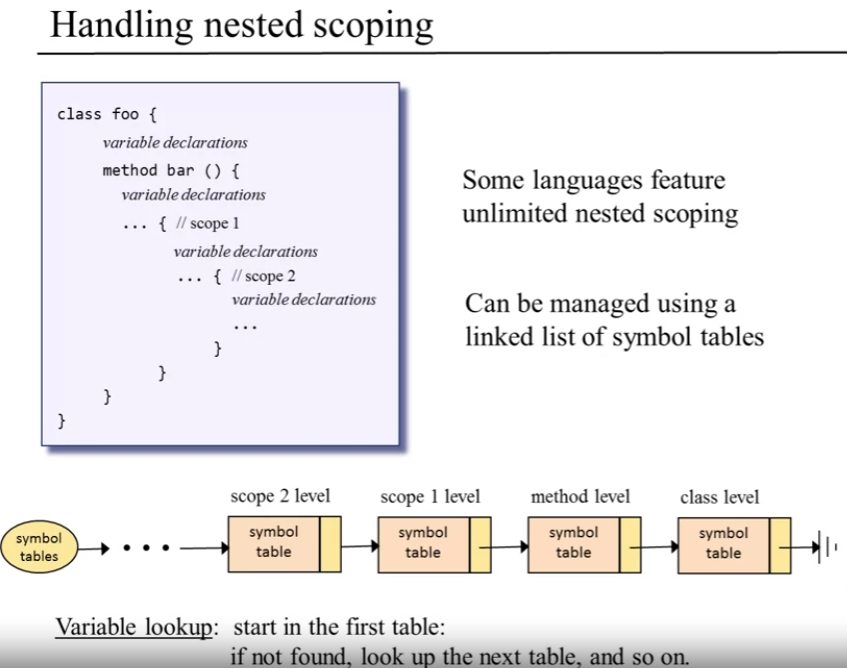 Handling nested scoping
class foo {
variable declarations
method bar () {
variable declarations
... { // scope 1
variable declarations
... { // scope 2
variable declarations
...
}
}
}
}
Some languages feature
unlimited nested scoping
Can be managed using a
linked list of symbol tables
scope 2 level
scope 1 level
method level
class level
symbol
tables
• • •
symbol
table
symbol
table
symbol
table
symbol
table
Variable lookup: start in the first table:
if not found, look up the next table, and so on.